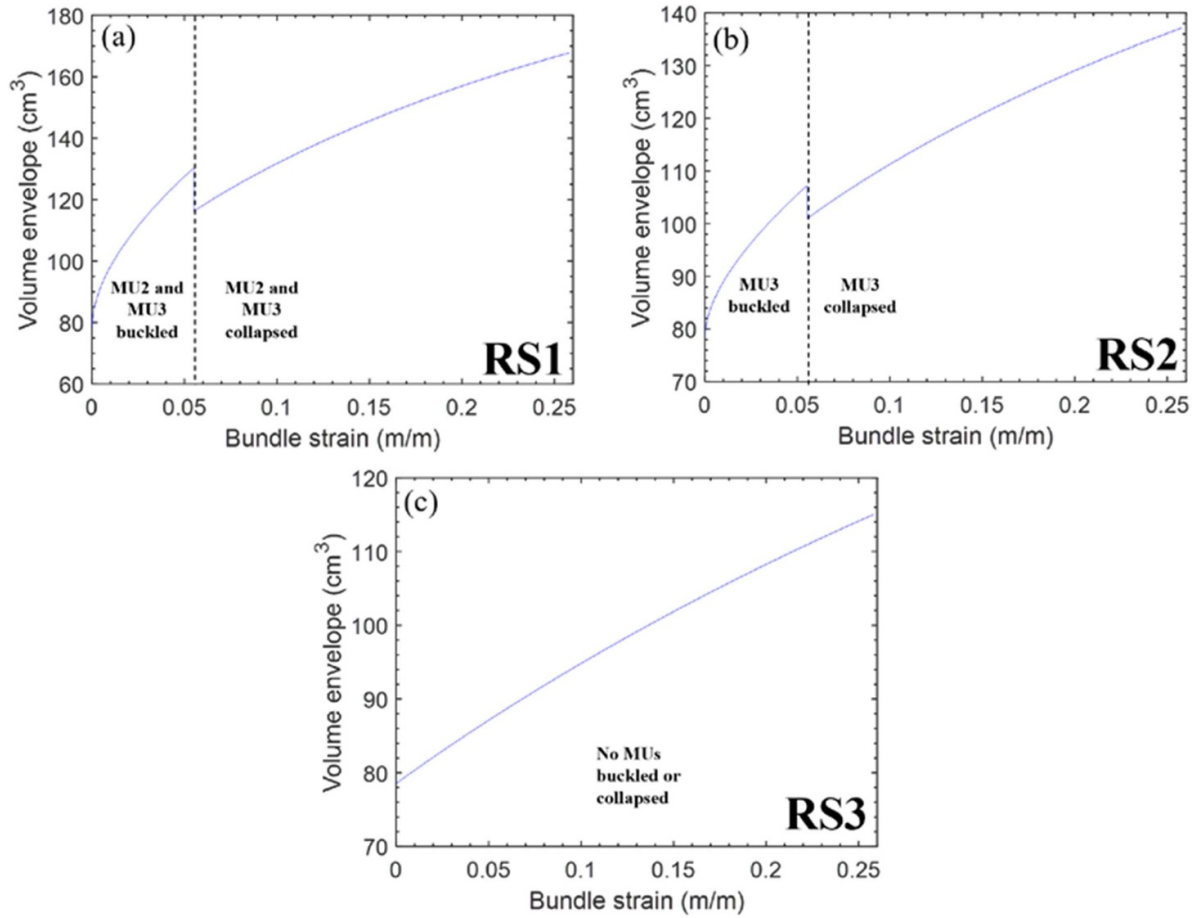 (a)
180
160
140
120
100
80
60
Volume envelope (cm³)
MU2 and
MU3
buckled
MU2 and
MU3
collapsed
RS1
0 0.05 0.1 0.15 0.2 0.25
Bundle strain (m/m)
(b)
140
130
120
110
100
90
80
70
Volume envelope (cm³)
MU3
buckled
MU3
collapsed
RS2
0 0.05 0.1 0.15 0.2 0.25
Bundle strain (m/m)
(c)
120
110
100
90
80
70
Volume envelope (cm³)
No MUs
buckled or
collapsed
RS3
0 0.05 0.1 0.15 0.2 0.25
Bundle strain (m/m)